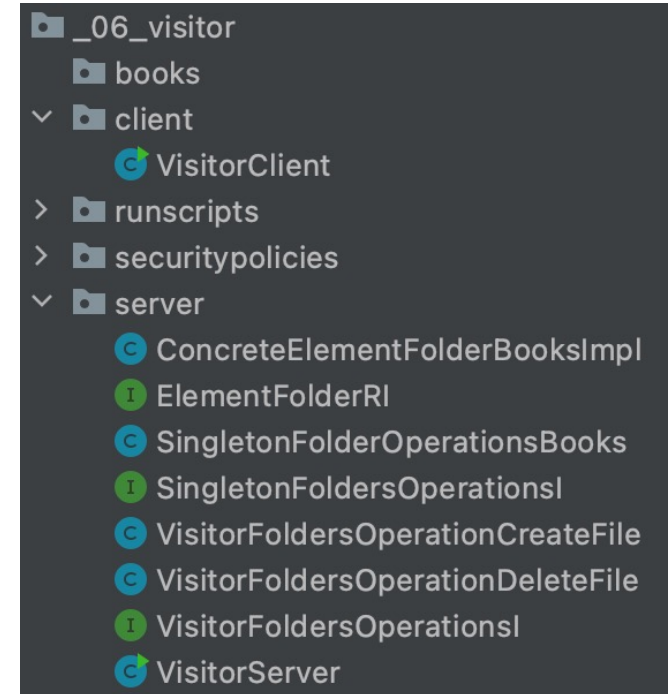 _06_visitor
books
client
C VisitorClient
runscripts
securitypolicies
server
C ConcreteElementFolderBooksImpl
I ElementFolderRI
C SingletonFolderOperationsBooks
I SingletonFoldersOperationsI
C VisitorFoldersOperationCreateFile
C VisitorFoldersOperationDeleteFile
I VisitorFoldersOperationsI
C VisitorServer